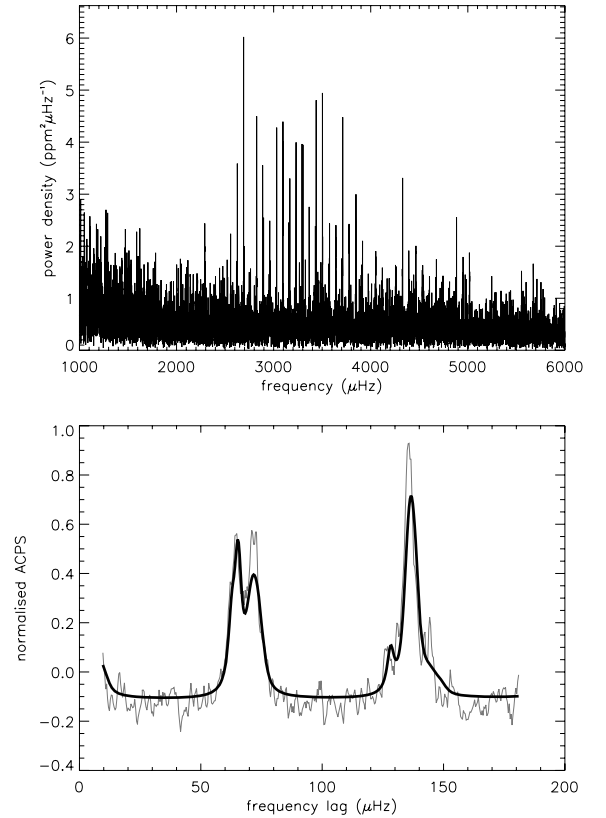 6
5
4
3
2
1
0
power density (ppm²μHz⁻¹)
1000 2000 3000 4000 5000 6000
frequency (μHz)
1.0
0.8
0.6
0.4
0.2
0.0
−0.2
−0.4
normalised ACPS
0 50 100 150 200
frequency lag (μHz)